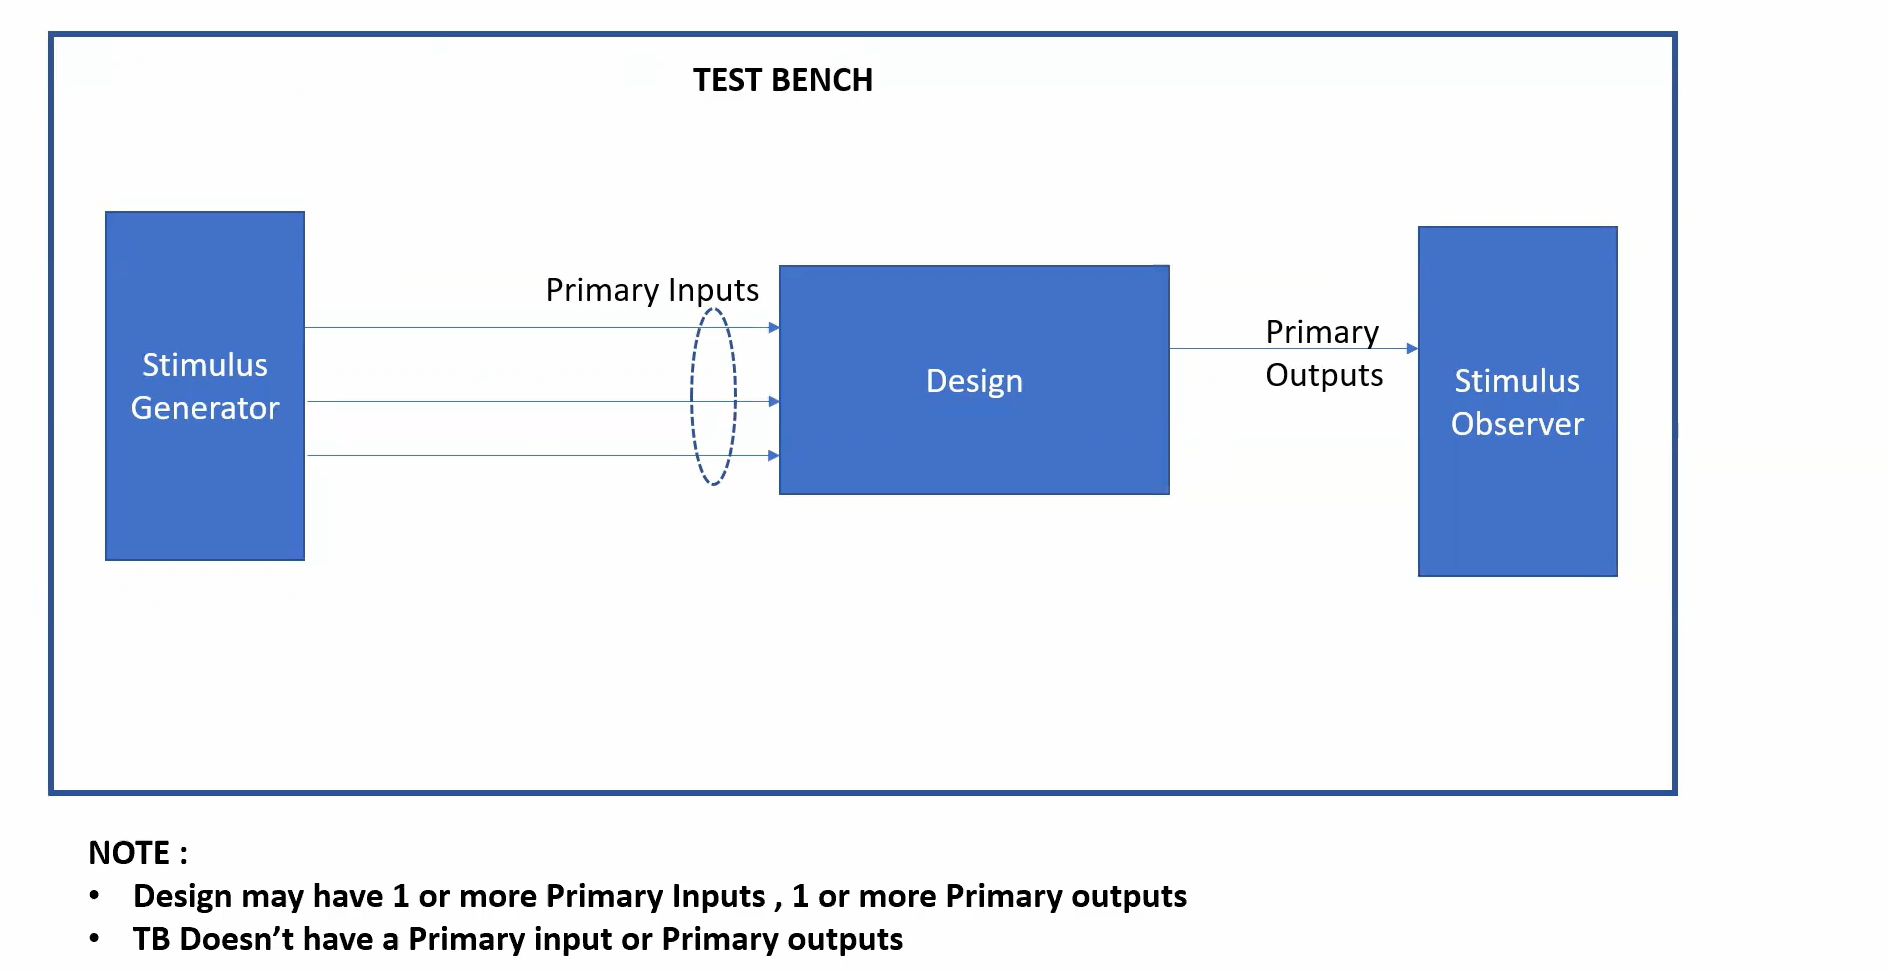 TEST BENCH
Primary Inputs
Stimulus
Generator
Design
Primary
Outputs
Stimulus
Observer
NOTE :
• Design may have 1 or more Primary Inputs , 1 or more Primary outputs
• TB Doesn’t have a Primary input or Primary outputs